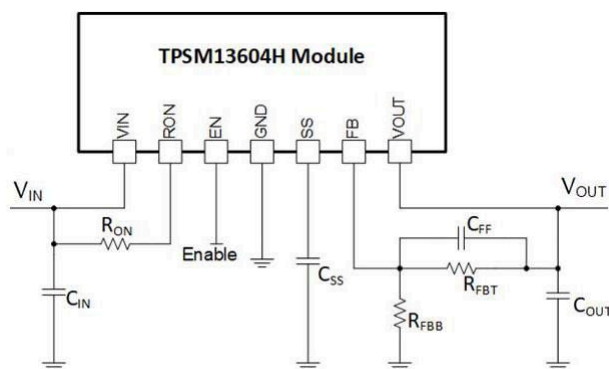 TPSM13604H Module
VIN
RON
EN
GND
SS
FB
VOUT
VIN
VOUT
RON
CFF
Enable
CSS
RFBT
CIN
RFBB
COUT